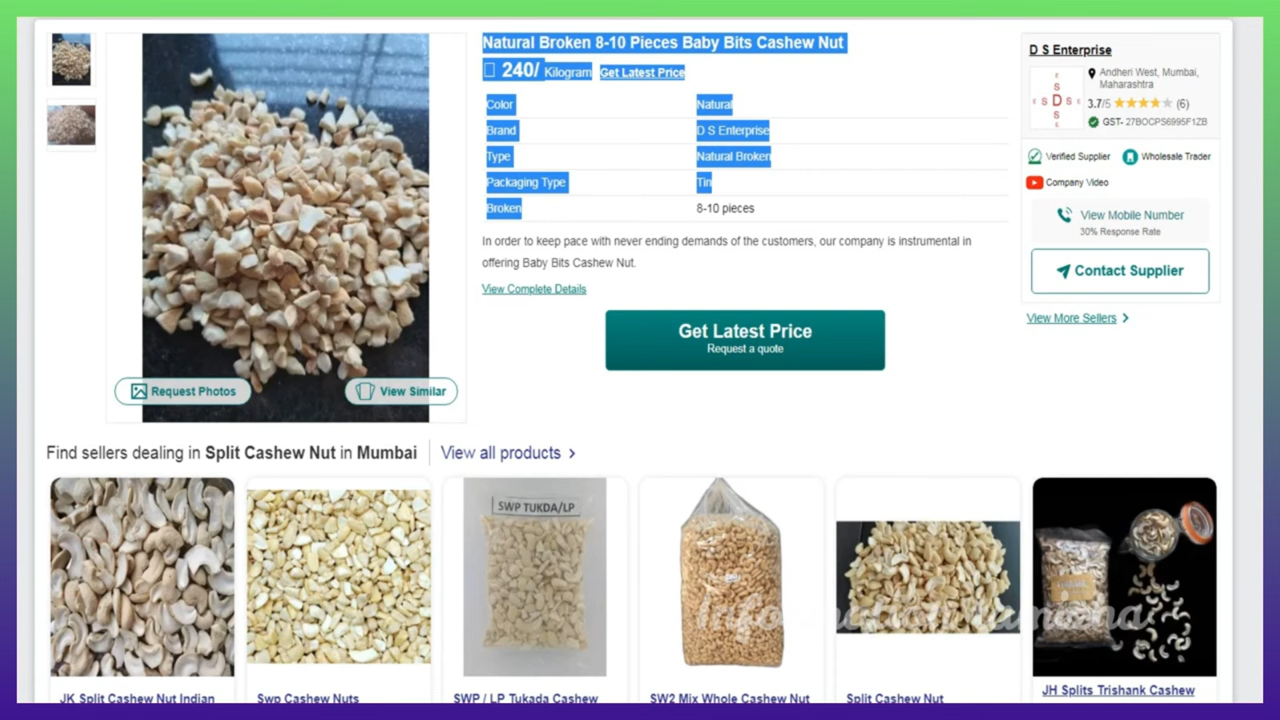 Natural Broken 8-10 Pieces Baby Bits Cashew Nut
240/ Kilogram Get Latest Price
Color Natural
Brand D S Enterprise
Type Natural Broken
Packaging Type Tin
Broken 8-10 pieces
In order to keep pace with never ending demands of the customers, our company is instrumental in
offering Baby Bits Cashew Nut.
View Complete Details
Get Latest Price
Request a quote
Request Photos
View Similar
D S Enterprise
Andheri West, Mumbai,
Maharashtra
3.7/5 (6)
GST- 27BOCPS6995F1ZB
Verified Supplier
Wholesale Trader
Company Video
View Mobile Number
30% Response Rate
Contact Supplier
View More Sellers
Find sellers dealing in Split Cashew Nut in Mumbai
View all products
SWP TUKDA/LP
JK Split Cashew Nut Indian
Swp Cashew Nuts
SWP / LP Tukada Cashew
SW2 Mix Whole Cashew Nut
Split Cashew Nut
JH Splits Trishank Cashew